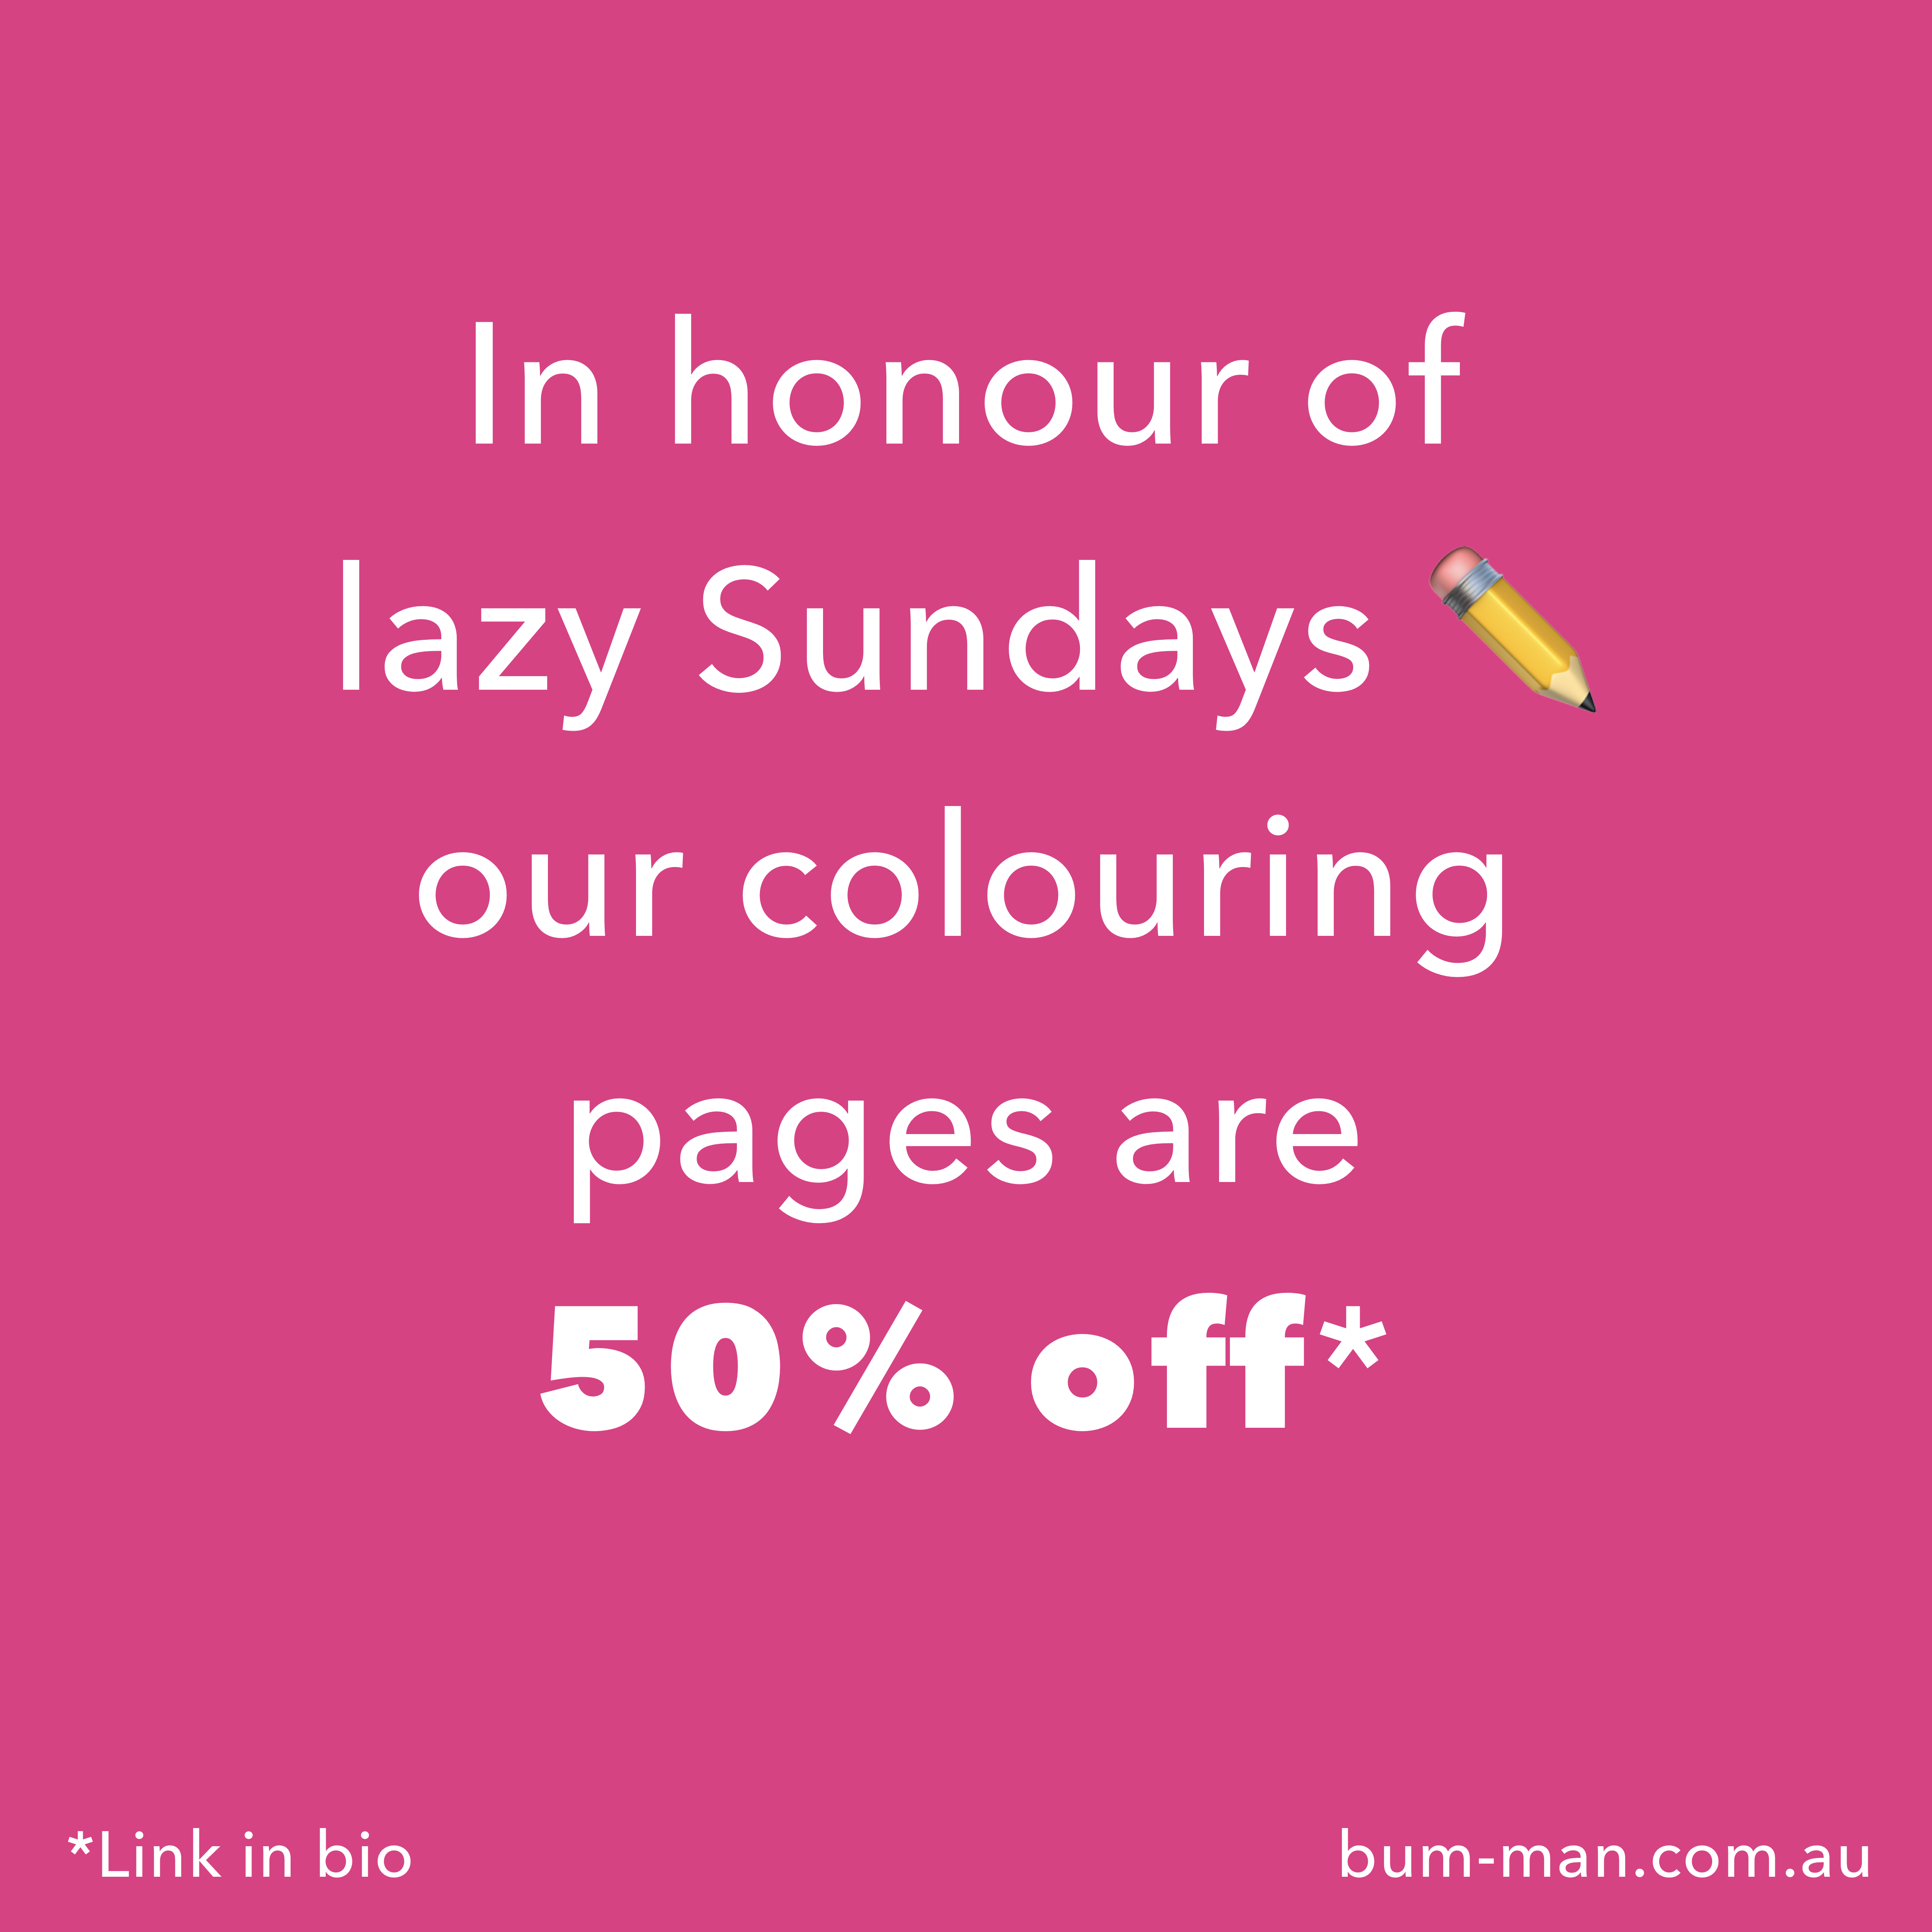 In honour of
lazy Sundays ✏️
our colouring
pages are
50% off*
*Link in bio
bum-man.com.au